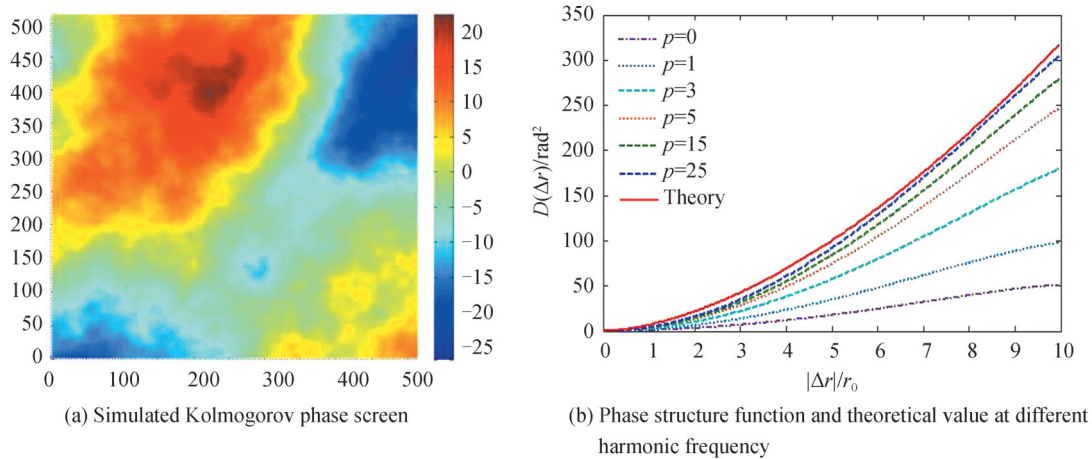 500
450
400
350
300
250
200
150
100
50
0
0 100 200 300 400 500
20
15
10
5
0
−5
−10
−15
−20
−25
(a) Simulated Kolmogorov phase screen
350
300
250
200
150
100
50
0
D(Δr)/rad²
p=0
p=1
p=3
p=5
p=15
p=25
Theory
0 1 2 3 4 5 6 7 8 9 10
|Δr|/r₀
(b) Phase structure function and theoretical value at different
harmonic frequency